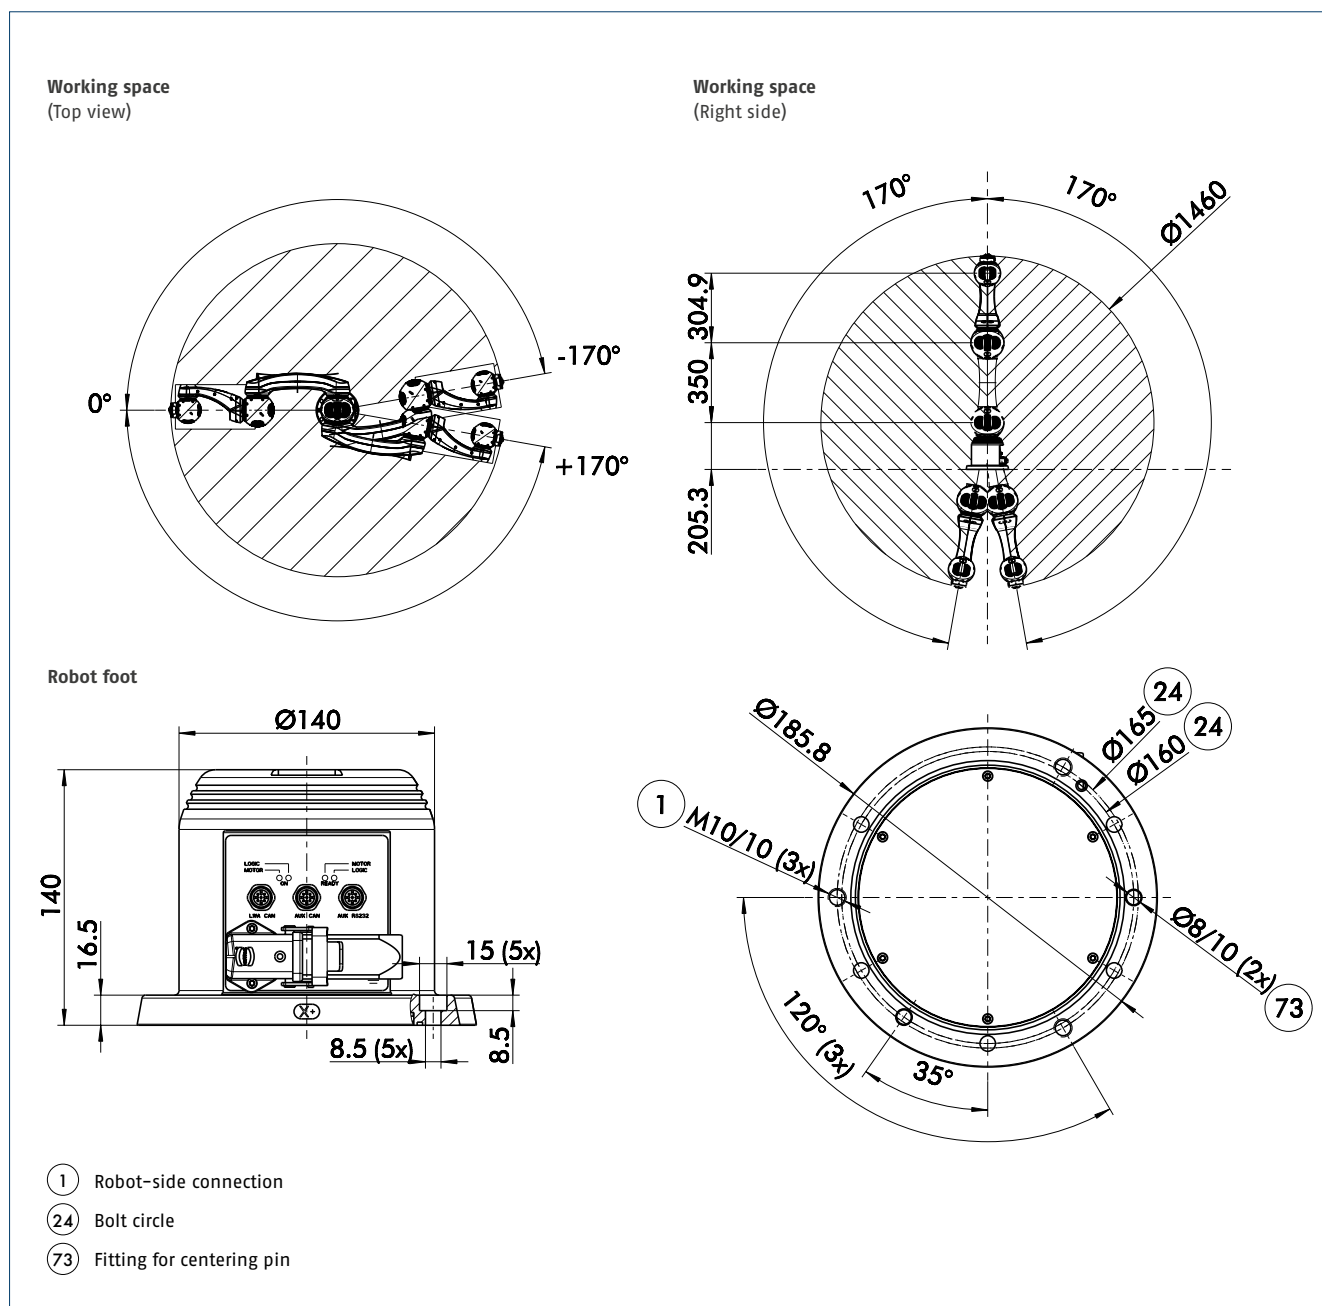 Working space
(Top view)
0°
-170°
+170°
Working space
(Right side)
170°
170°
Ø1460
304.9
350
205.3
Robot foot
Ø140
140
16.5
LOGIC
MOTOR
ON
MOTOR
LOGIC
READY
LWA CAN
AUX CAN
AUX RS232
X+
15 (5x)
8.5 (5x)
8.5
Ø185.8
Ø165
24
Ø160
24
1
M10/10 (3x)
Ø8/10 (2x)
73
120° (3x)
35°
1 Robot-side connection
24 Bolt circle
73 Fitting for centering pin